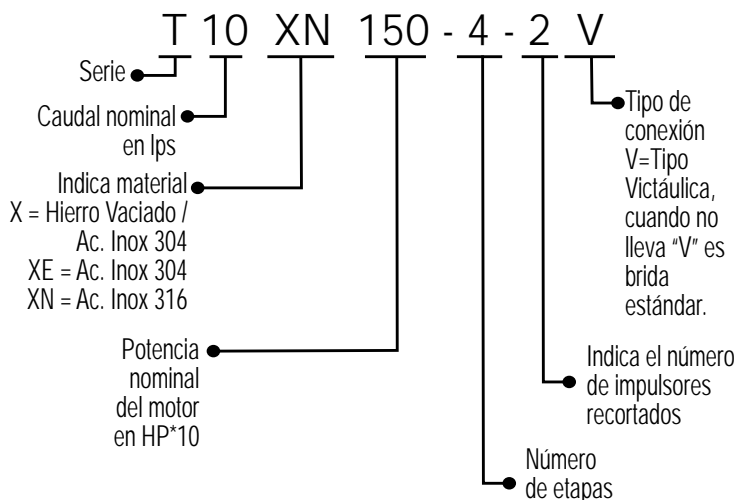 T 10 XN 150 - 4 - 2 V
Serie
Caudal nominal
en lps
Indica material
X = Hierro Vaciado /
Ac. Inox 304
XE = Ac. Inox 304
XN = Ac. Inox 316
Potencia
nominal
del motor
en HP*10
Tipo de
conexión
V=Tipo
Victáulica,
cuando no
lleva "V" es
brida
estándar.
Indica el número
de impulsores
recortados
Número
de etapas